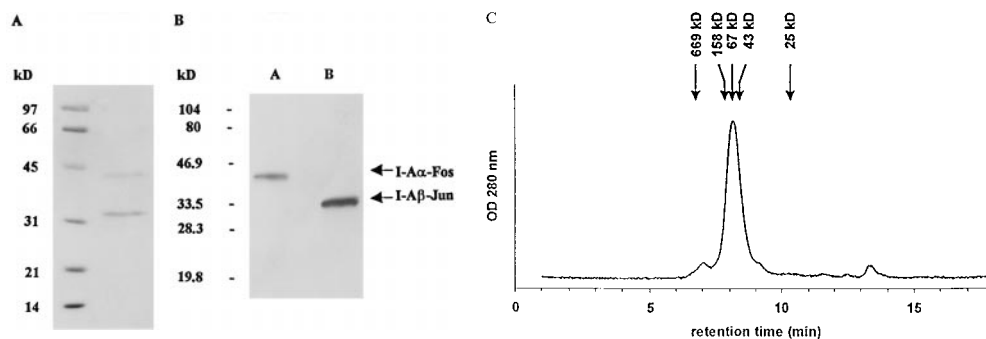 A
B
C
kD
97
66
45
31
21
14
kD
A B
104 -
80 -
46.9 -
33.5 -
28.3 -
19.8 -
I-Aα-Fos
I-Aβ-Jun
669 kD
158 kD
67 kD
43 kD
25 kD
OD 280 nm
0 5 10 15
retention time (min)